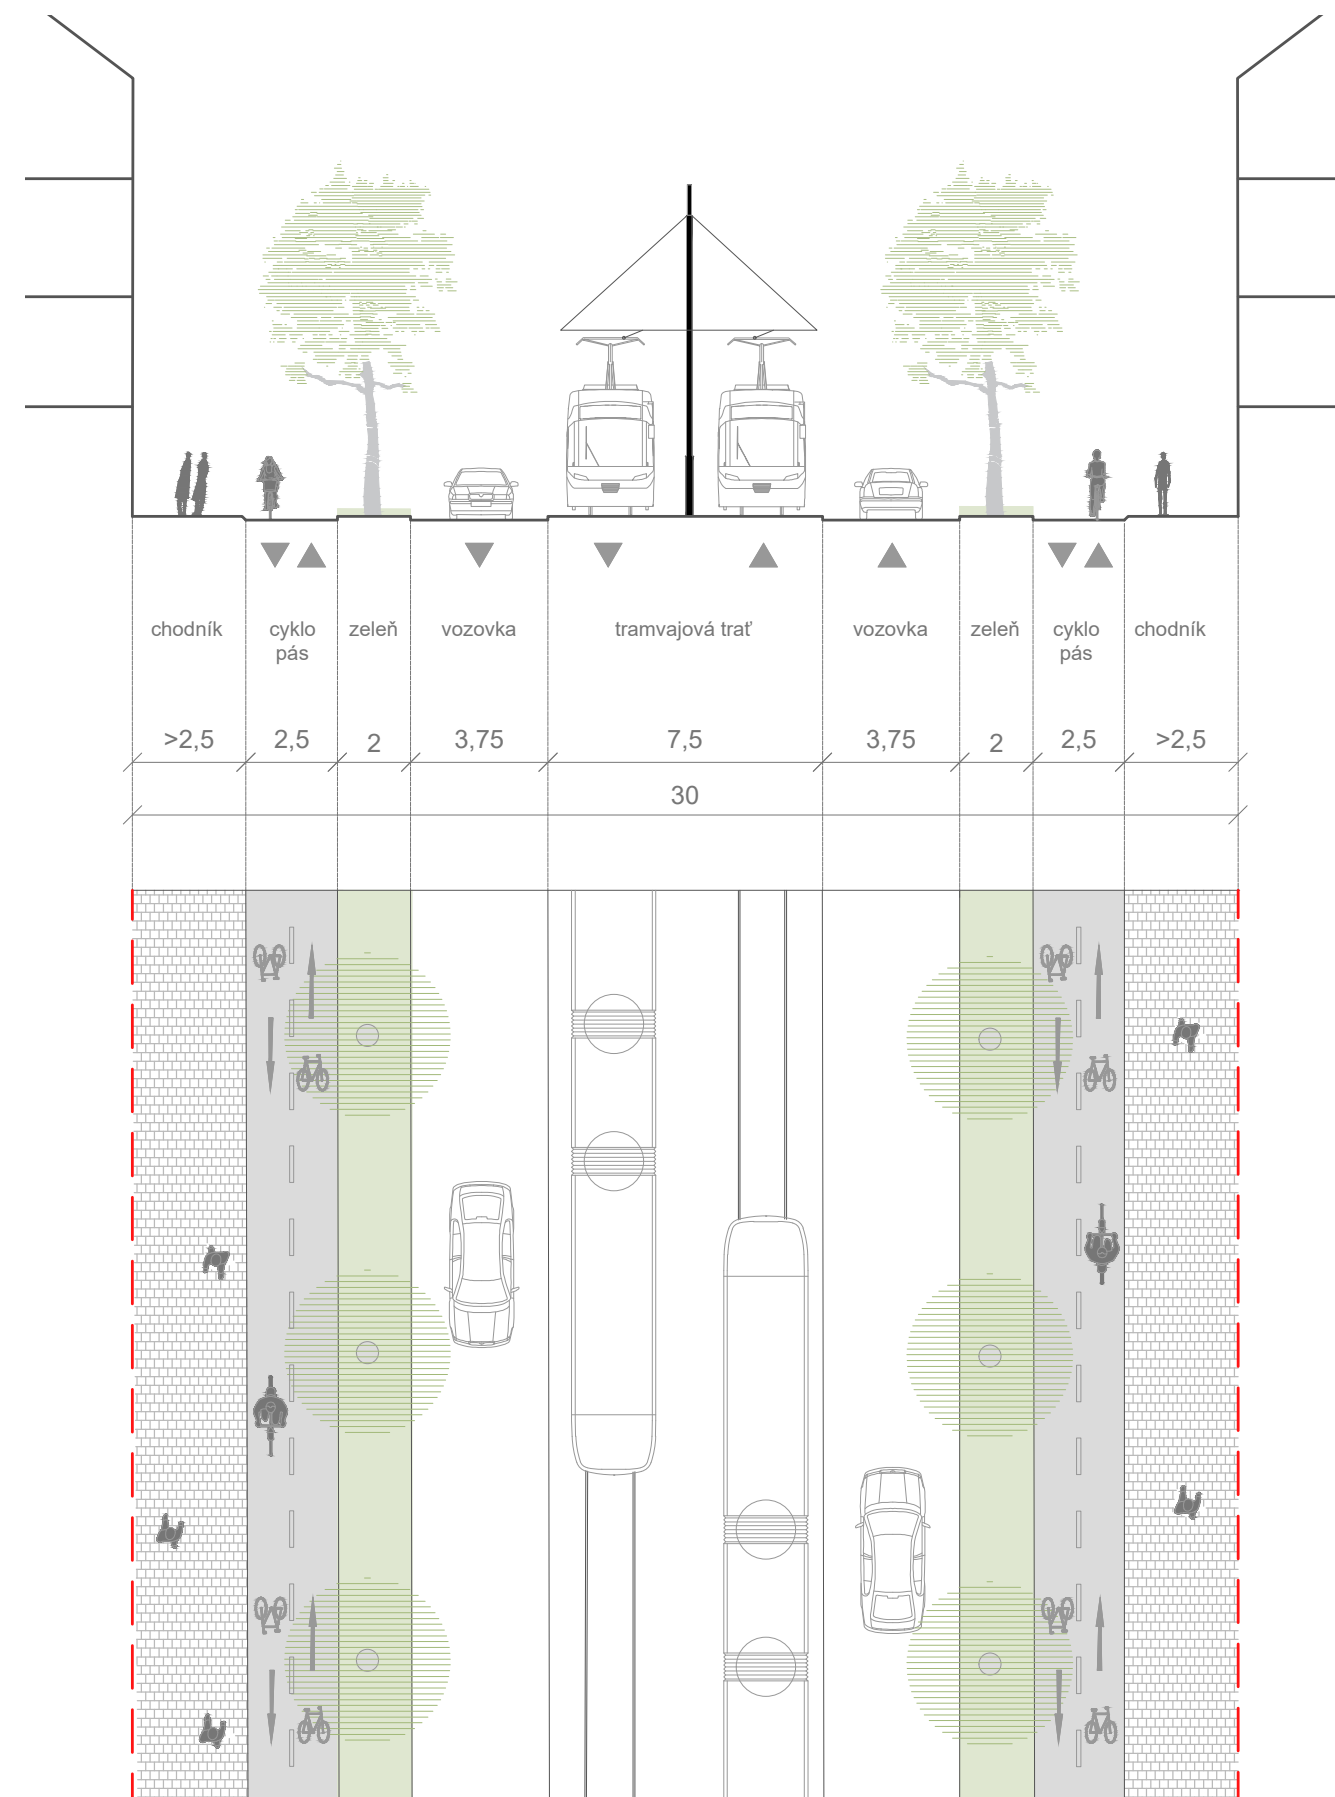 chodník
cyklo
pás
zeleň
vozovka
tramvajová trať
vozovka
zeleň
cyklo
pás
chodník
>2,5
2,5
2
3,75
7,5
3,75
2
2,5
>2,5
30